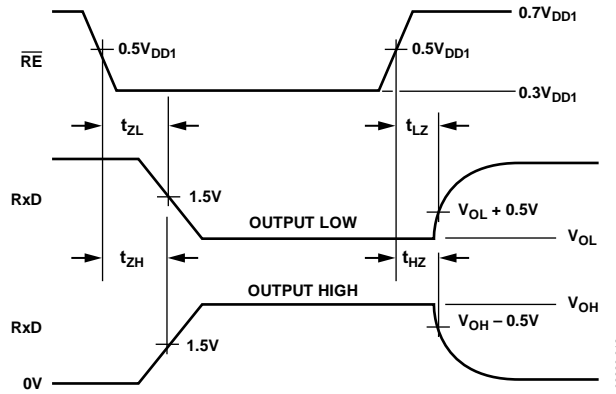 0.7VDD1
RE
0.5VDD1
0.5VDD1
0.3VDD1
tZL
tLZ
RxD
1.5V
VOL + 0.5V
OUTPUT LOW
VOL
tZH
tHZ
OUTPUT HIGH
VOH
RxD
1.5V
VOH – 0.5V
0V